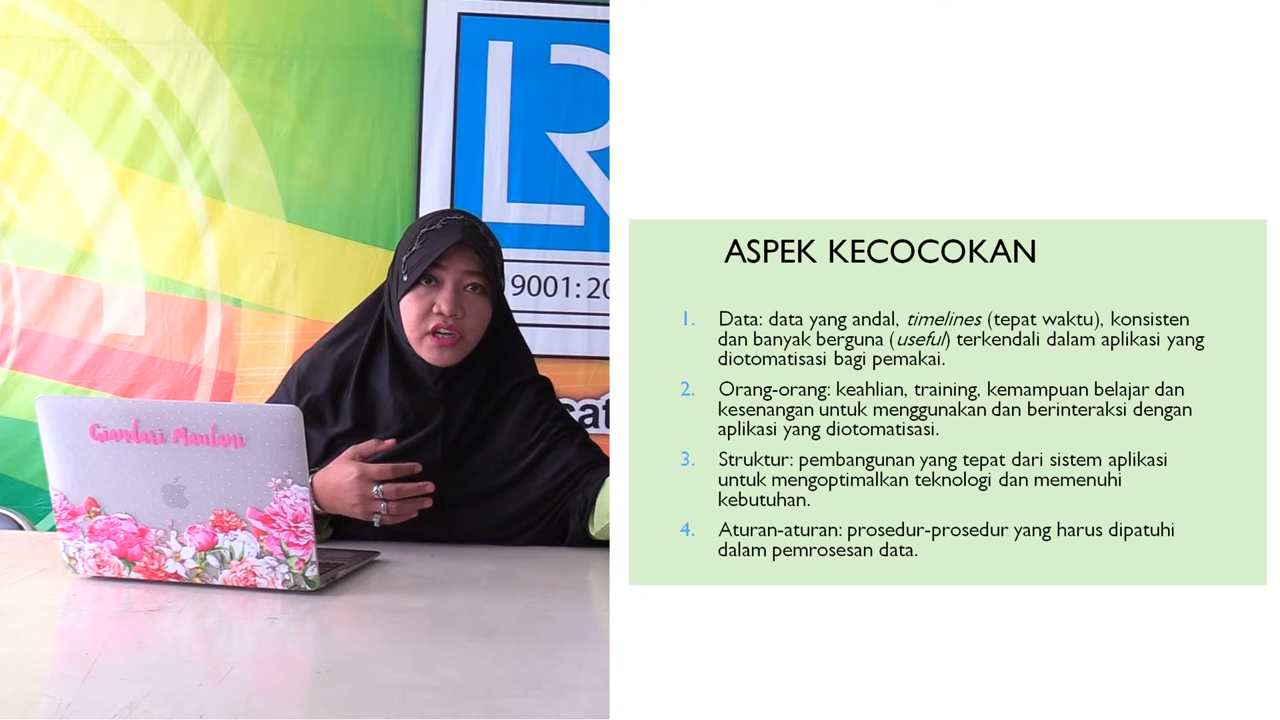 LR
9001:20
Giandari Maulani
ASPEK KECOCOKAN
1. Data: data yang andal, timelines (tepat waktu), konsisten
dan banyak berguna (useful) terkendali dalam aplikasi yang
diotomatisasi bagi pemakai.
2. Orang-orang: keahlian, training, kemampuan belajar dan
kesenangan untuk menggunakan dan berinteraksi dengan
aplikasi yang diotomatisasi.
3. Struktur: pembangunan yang tepat dari sistem aplikasi
untuk mengoptimalkan teknologi dan memenuhi
kebutuhan.
4. Aturan-aturan: prosedur-prosedur yang harus dipatuhi
dalam pemrosesan data.